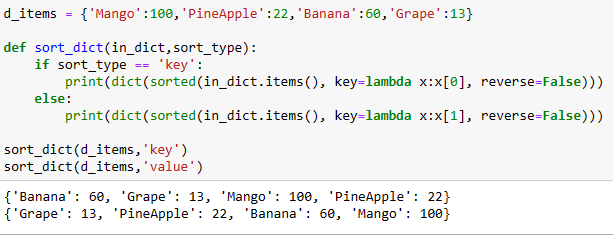 d_items = {'Mango':100,'PineApple':22,'Banana':60,'Grape':13}
def sort_dict(in_dict,sort_type):
    if sort_type == 'key':
        print(dict(sorted(in_dict.items(), key=lambda x:x[0], reverse=False)))
    else:
        print(dict(sorted(in_dict.items(), key=lambda x:x[1], reverse=False)))
sort_dict(d_items,'key')
sort_dict(d_items,'value')
{'Banana': 60, 'Grape': 13, 'Mango': 100, 'PineApple': 22}
{'Grape': 13, 'PineApple': 22, 'Banana': 60, 'Mango': 100}